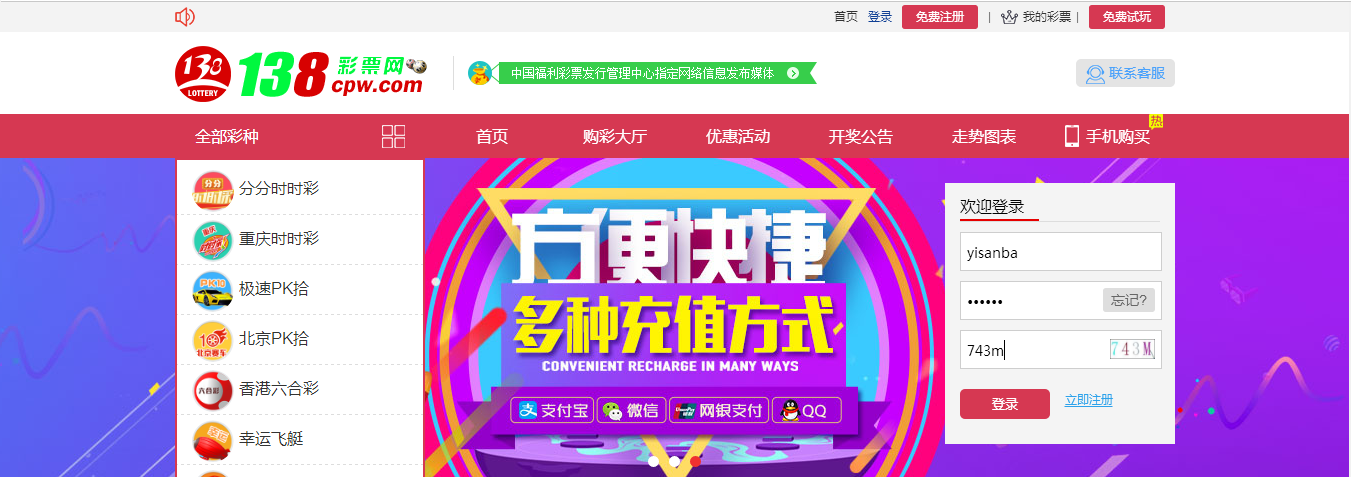 首页 登录 免费注册 | 我的彩票 | 免费试玩
138 LOTTERY 138 彩票网 cpw.com
中国福利彩票发行管理中心指定网络信息发布媒体
联系客服
全部彩种 首页 购彩大厅 优惠活动 开奖公告 走势图表 手机购买 热
分分时时彩
重庆时时彩
极速PK拾
北京PK拾
香港六合彩
幸运飞艇
方便快捷
多种充值方式
CONVENIENT RECHARGE IN MANY WAYS
支付宝 微信 网银支付 QQ
欢迎登录
yisanba
•••••• 忘记?
743m 743M
登录 立即注册